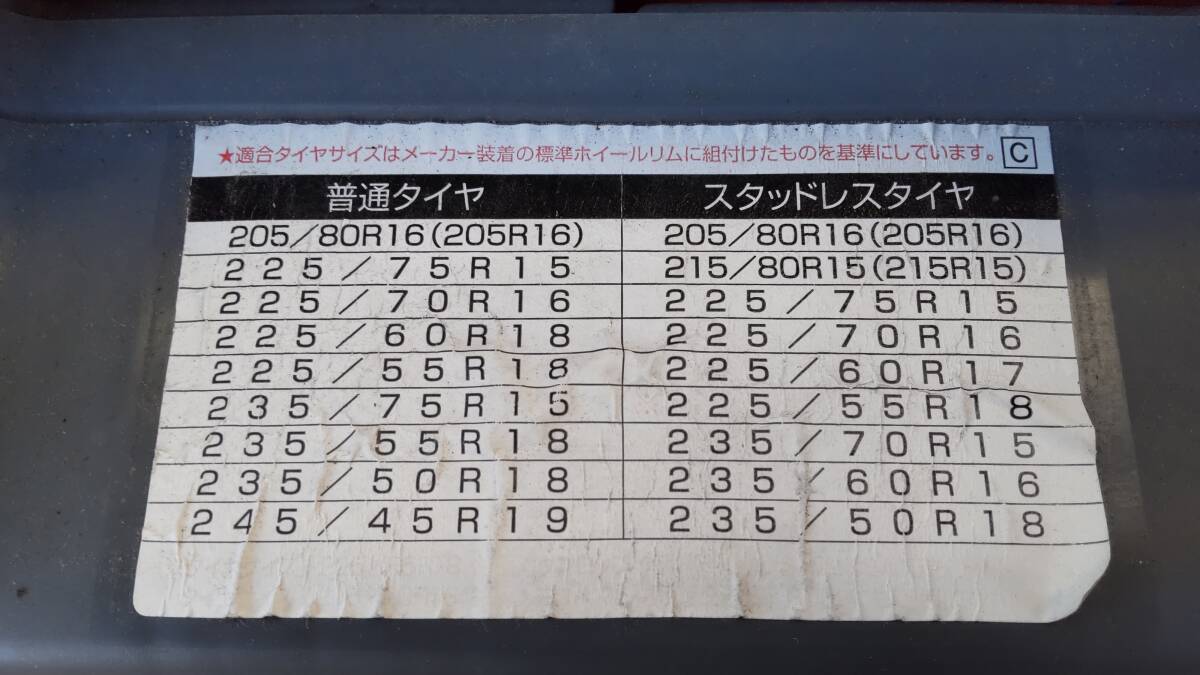 ★適合タイヤサイズはメーカー装着の標準ホイールリムに組付けたものを基準にしています。 C
普通タイヤ スタッドレスタイヤ
205/80R16(205R16) 205/80R16(205R16)
225/75R15 215/80R15(215R15)
225/70R16 225/75R15
225/60R18 225/70R16
225/55R18 225/60R17
235/75R15 225/55R18
235/55R18 235/70R15
235/50R18 235/60R16
245/45R19 235/50R18